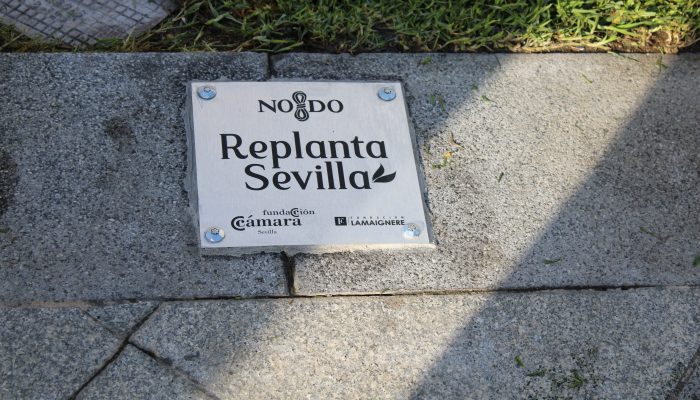 NO8DO
Replanta
Sevilla
fundación
Cámara
Sevilla
F
FUNDACIÓN
LAMAIGNERE